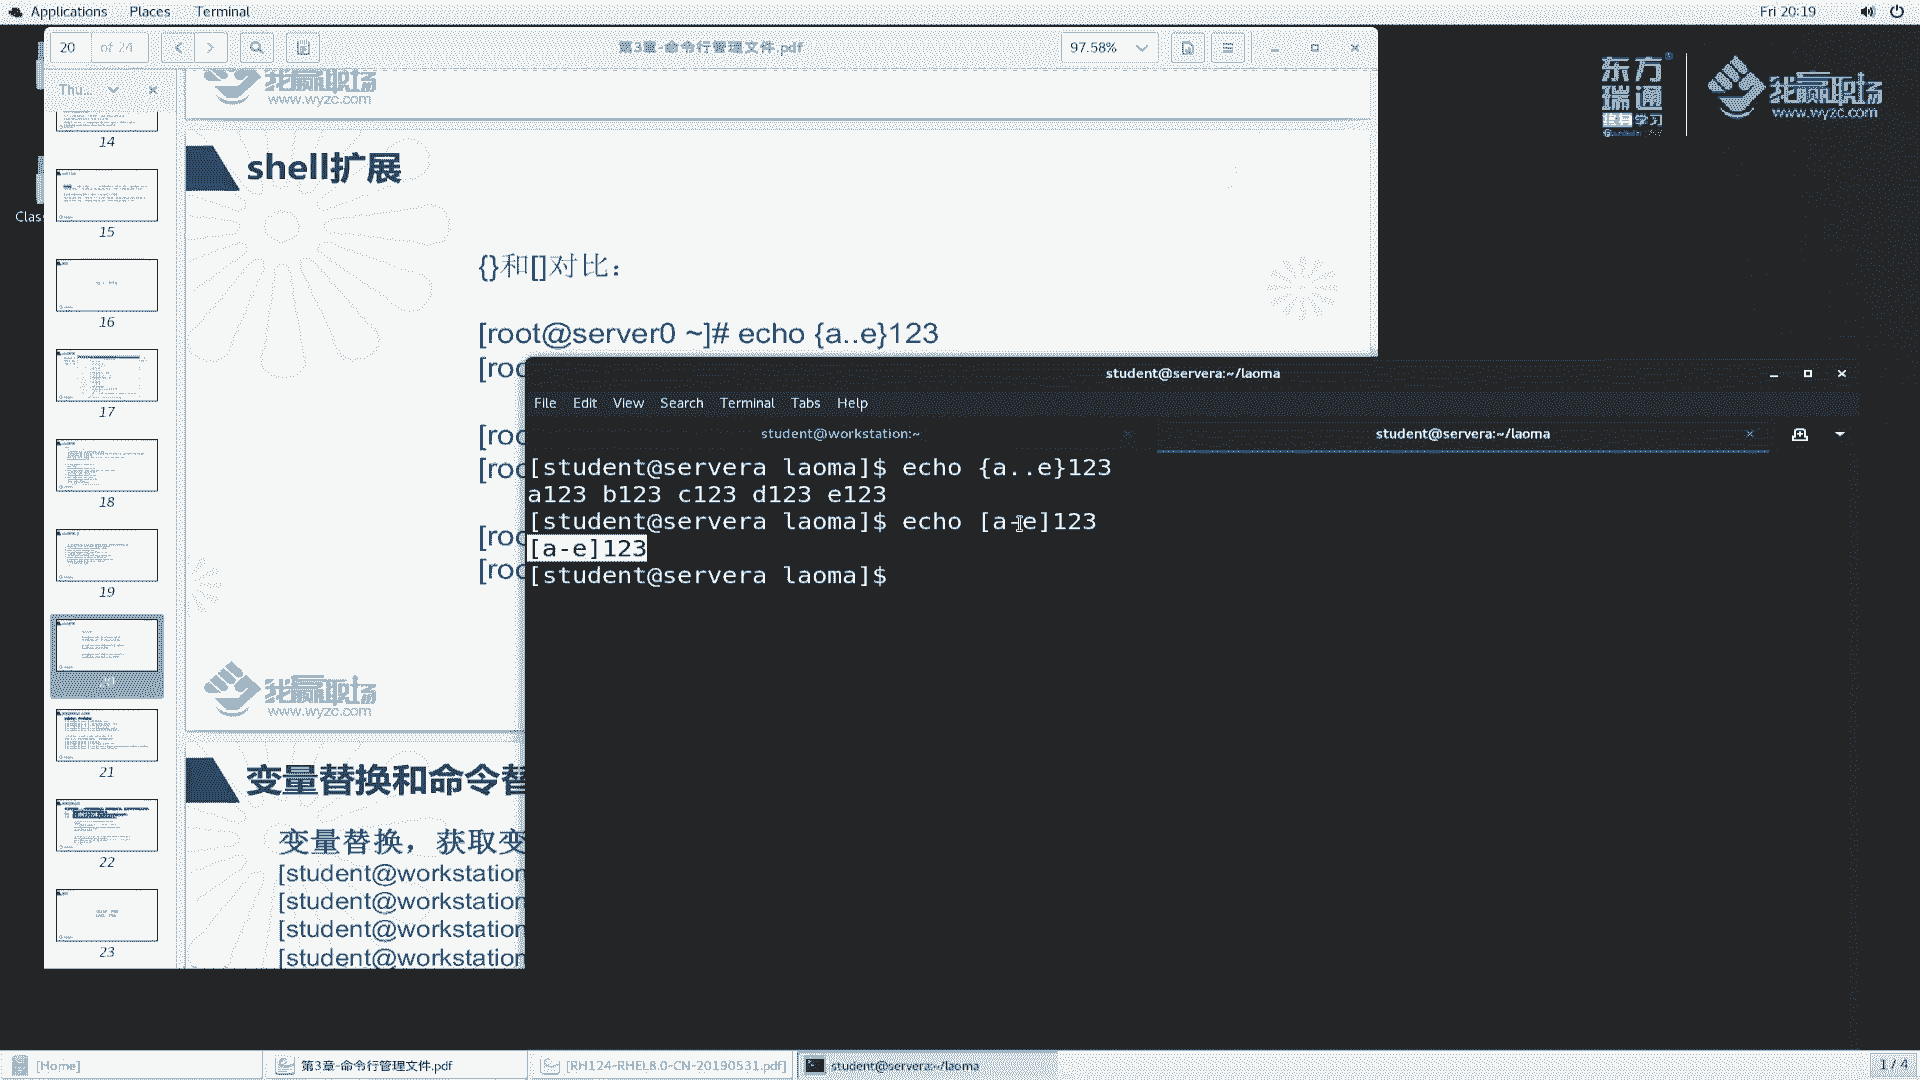 Applications Places Terminal
Fri 20:19
20 of 24
第3章-命令行管理文件.pdf
97.58%
Thu...
我赢职场
www.wyzc.com
东方瑞通
终身学习
我赢职场
www.wyzc.com
14
15
16
17
18
19
20
21
22
23
Clas
shell扩展
{}和[]对比：
[root@server0 ~]# echo {a..e}123
[roo
[roo
[roo
[roo
[roo
我赢职场
www.wyzc.com
变量替换和命令替
变量替换，获取变
[student@workstation
[student@workstation
[student@workstation
[student@workstation
student@servera:~/laoma
File Edit View Search Terminal Tabs Help
student@workstation:~
student@servera:~/laoma
[student@servera laoma]$ echo {a..e}123
a123 b123 c123 d123 e123
[student@servera laoma]$ echo [a-e]123
[a-e]123
[student@servera laoma]$
[Home]
第3章-命令行管理文件.pdf
[RH124-RHEL8.0-CN-20190531.pdf]
student@servera:~/laoma
1 / 4